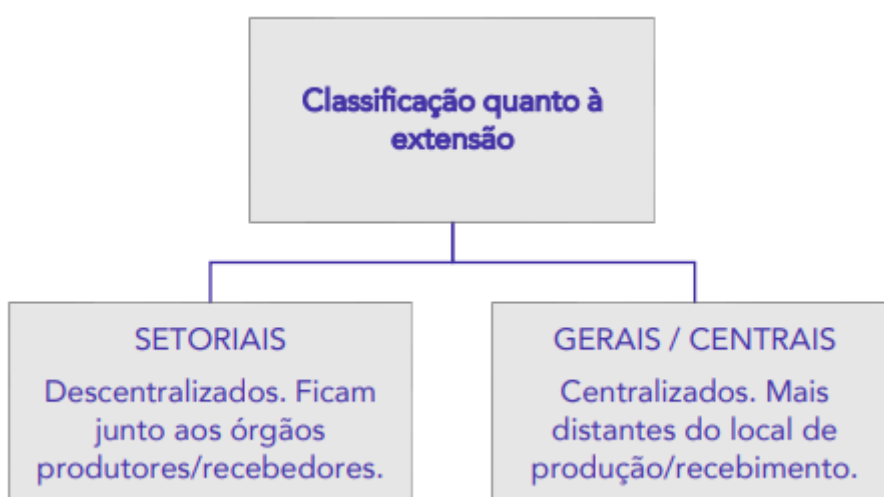 Classificação quanto à
extensão
SETORIAIS
Descentralizados. Ficam
junto aos órgãos
produtores/recebedores.
GERAIS / CENTRAIS
Centralizados. Mais
distantes do local de
produção/recebimento.